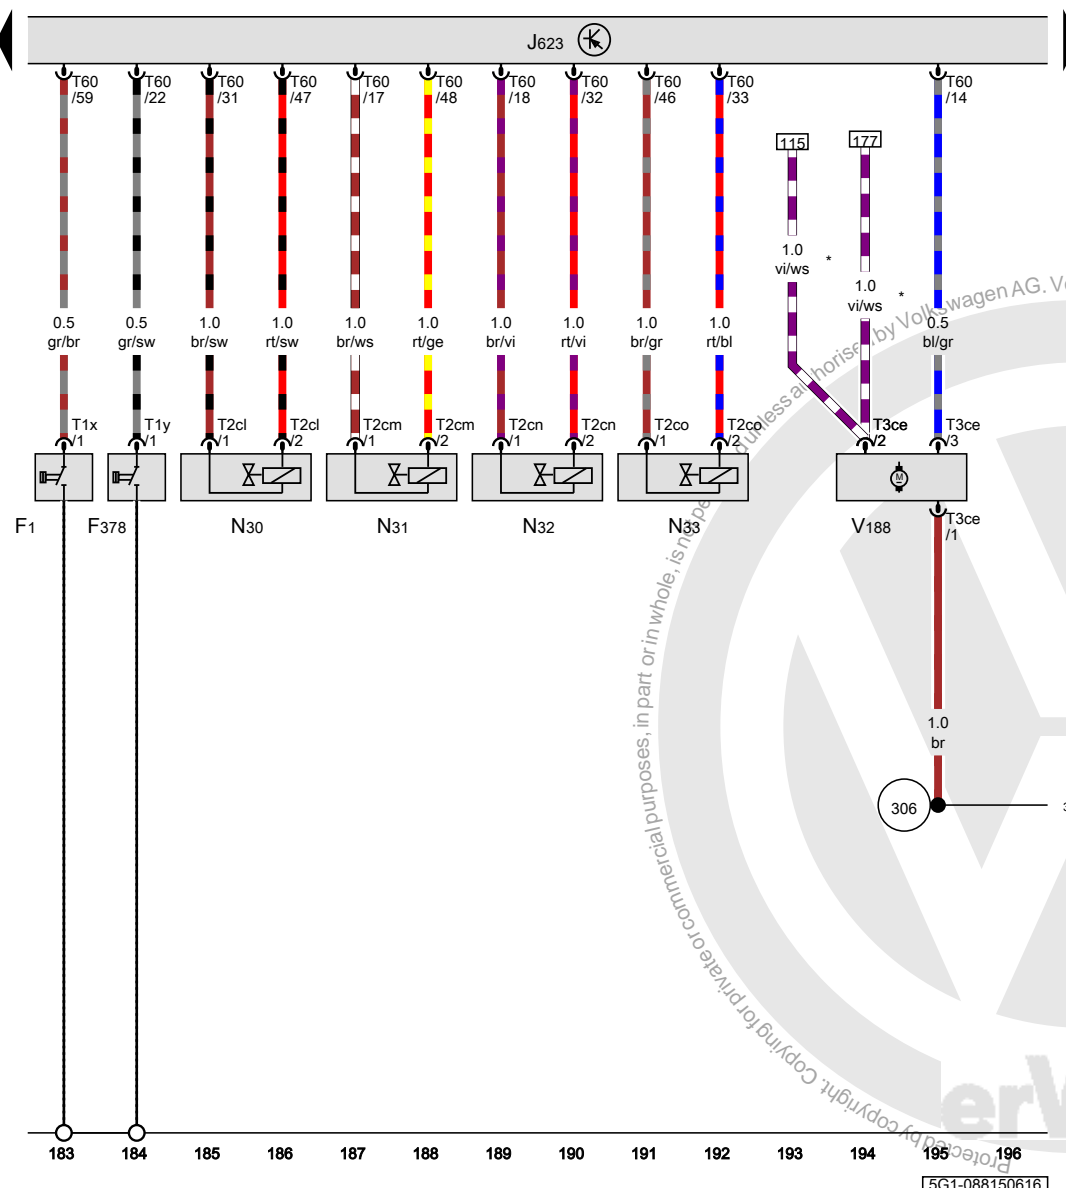 J623
T60 T60 T60 T60 T60 T60 T60 T60 T60 T60 T60
/59 /22 /31 /47 /17 /48 /18 /32 /46 /33 /14
115 177
1.0
vi/ws *
1.0
vi/ws *
0.5 0.5 1.0 1.0 1.0 1.0 1.0 1.0 1.0 1.0 0.5
gr/br gr/sw br/sw rt/sw br/ws rt/ge br/vi rt/vi br/gr rt/bl bl/gr
T1x T1y T2cl T2cl T2cm T2cm T2cn T2cn T2co T2co T3ce T3ce
/1 /1 /1 /2 /1 /2 /1 /2 /1 /2 /2 /3
M
F1 F378 N30 N31 N32 N33 V188
T3ce
/1
1.0
br
306
183 184 185 186 187 188 189 190 191 192 193 194 195 196
5G1-088150616
Protected by copyright. Copying for private or commercial purposes, in part or in whole, is not pe
d unless au horise by Volkswagen AG. V
erW